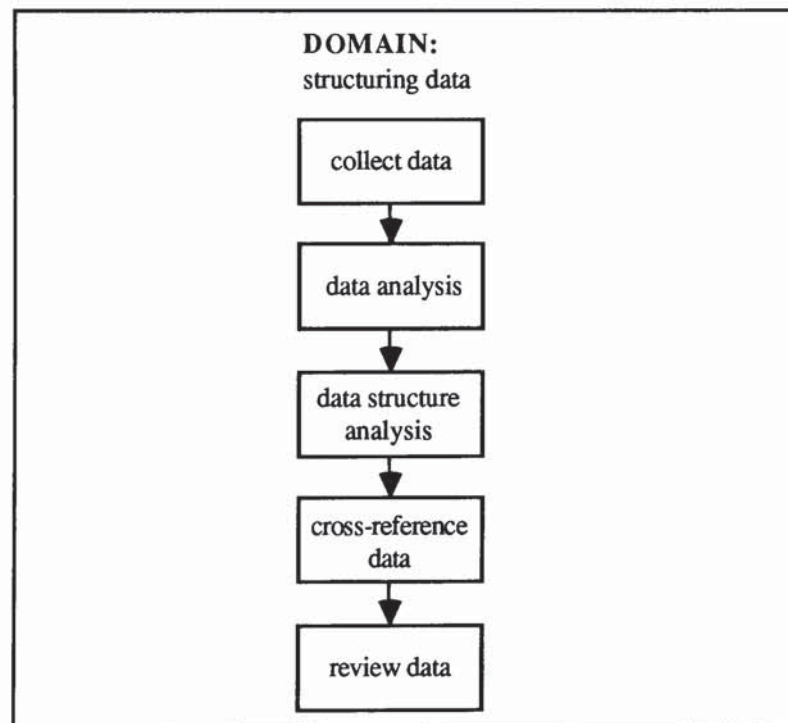 DOMAIN:
structuring data
collect data
data analysis
data structure
analysis
cross-reference
data
review data